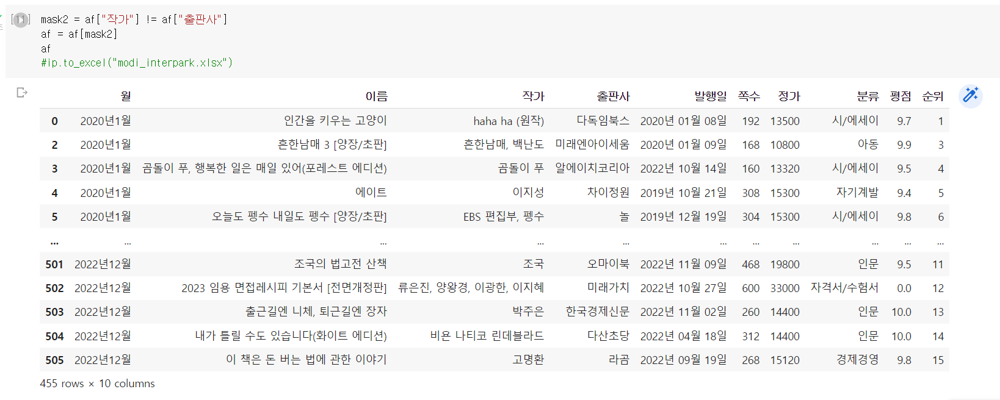 [11] mask2 = af["작가"] != af["출판사"]
af = af[mask2]
af
#ip.to_excel("modi_interpark.xlsx")
월 이름 작가 출판사 발행일 쪽수 정가 분류 평점 순위
0 2020년1월 인간을 키우는 고양이 haha ha (원작) 다독임북스 2020년 01월 08일 192 13500 시/에세이 9.7 1
2 2020년1월 흔한남매 3 [양장/초판] 흔한남매, 백난도 미래엔아이세움 2020년 01월 09일 168 10800 아동 9.9 3
3 2020년1월 곰돌이 푸, 행복한 일은 매일 있어(포레스트 에디션) 곰돌이 푸 알에이치코리아 2022년 10월 14일 160 13320 시/에세이 9.5 4
4 2020년1월 에이트 이지성 차이정원 2019년 10월 21일 308 15300 자기계발 9.4 5
5 2020년1월 오늘도 펭수 내일도 펭수 [양장/초판] EBS 편집부, 펭수 놀 2019년 12월 19일 304 15300 시/에세이 9.8 6
... ... ... ... ... ... ... ... ... ... ...
501 2022년12월 조국의 법고전 산책 조국 오마이북 2022년 11월 09일 468 19800 인문 9.5 11
502 2022년12월 2023 임용 면접레시피 기본서 [전면개정판] 류은진, 양왕경, 이광한, 이지혜 미래가치 2022년 10월 27일 600 33000 자격서/수험서 0.0 12
503 2022년12월 출근길엔 니체, 퇴근길엔 장자 박주은 한국경제신문 2022년 11월 02일 260 14400 인문 10.0 13
504 2022년12월 내가 틀릴 수도 있습니다(화이트 에디션) 비욘 나티코 린데블라드 다산초당 2022년 04월 18일 312 14400 인문 10.0 14
505 2022년12월 이 책은 돈 버는 법에 관한 이야기 고명환 라곰 2022년 09월 19일 268 15120 경제경영 9.8 15
455 rows × 10 columns